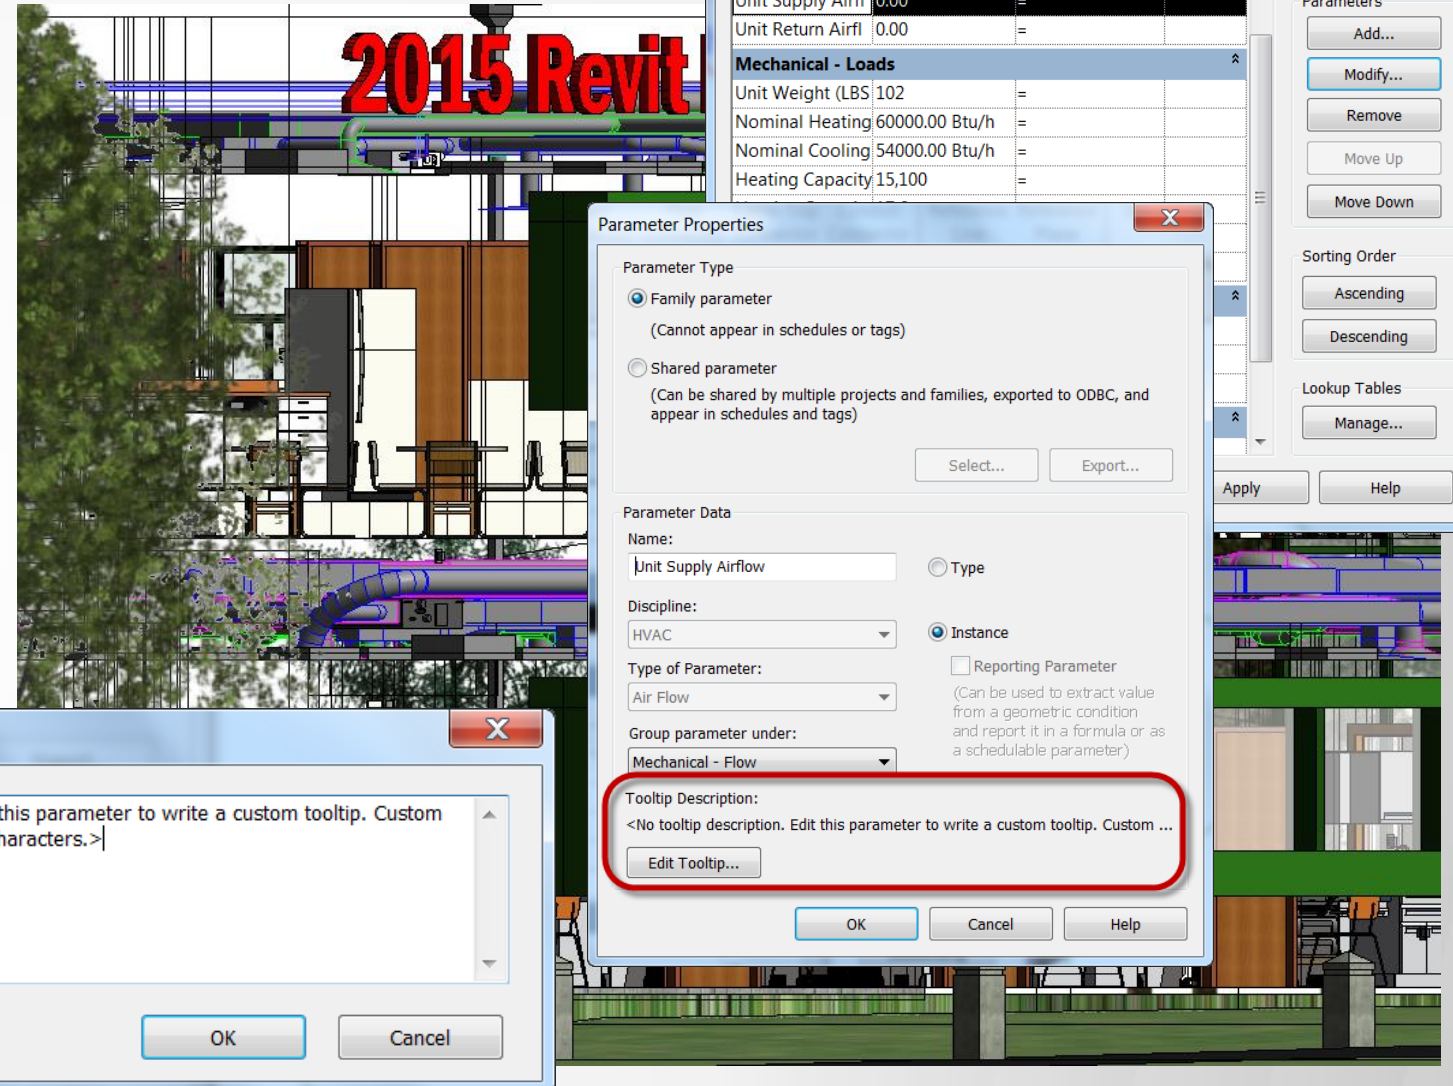 2015 Revit
Unit Supply Airfl 0.00 =
Unit Return Airfl 0.00 =
Mechanical - Loads
Unit Weight (LBS 102 =
Nominal Heating 60000.00 Btu/h =
Nominal Cooling 54000.00 Btu/h =
Heating Capacity 15,100 =
Parameters
Add...
Modify...
Remove
Move Up
Move Down
Sorting Order
Ascending
Descending
Lookup Tables
Manage...
Apply
Help
Parameter Properties
Parameter Type
Family parameter
(Cannot appear in schedules or tags)
Shared parameter
(Can be shared by multiple projects and families, exported to ODBC, and
appear in schedules and tags)
Select...
Export...
Parameter Data
Name:
Unit Supply Airflow
Type
Discipline:
HVAC
Instance
Type of Parameter:
Reporting Parameter
Air Flow
(Can be used to extract value
from a geometric condition
and report it in a formula or as
a schedulable parameter)
Group parameter under:
Mechanical - Flow
Tooltip Description:
<No tooltip description. Edit this parameter to write a custom tooltip. Custom ...
Edit Tooltip...
OK
Cancel
Help
this parameter to write a custom tooltip. Custom
haracters.>
OK
Cancel